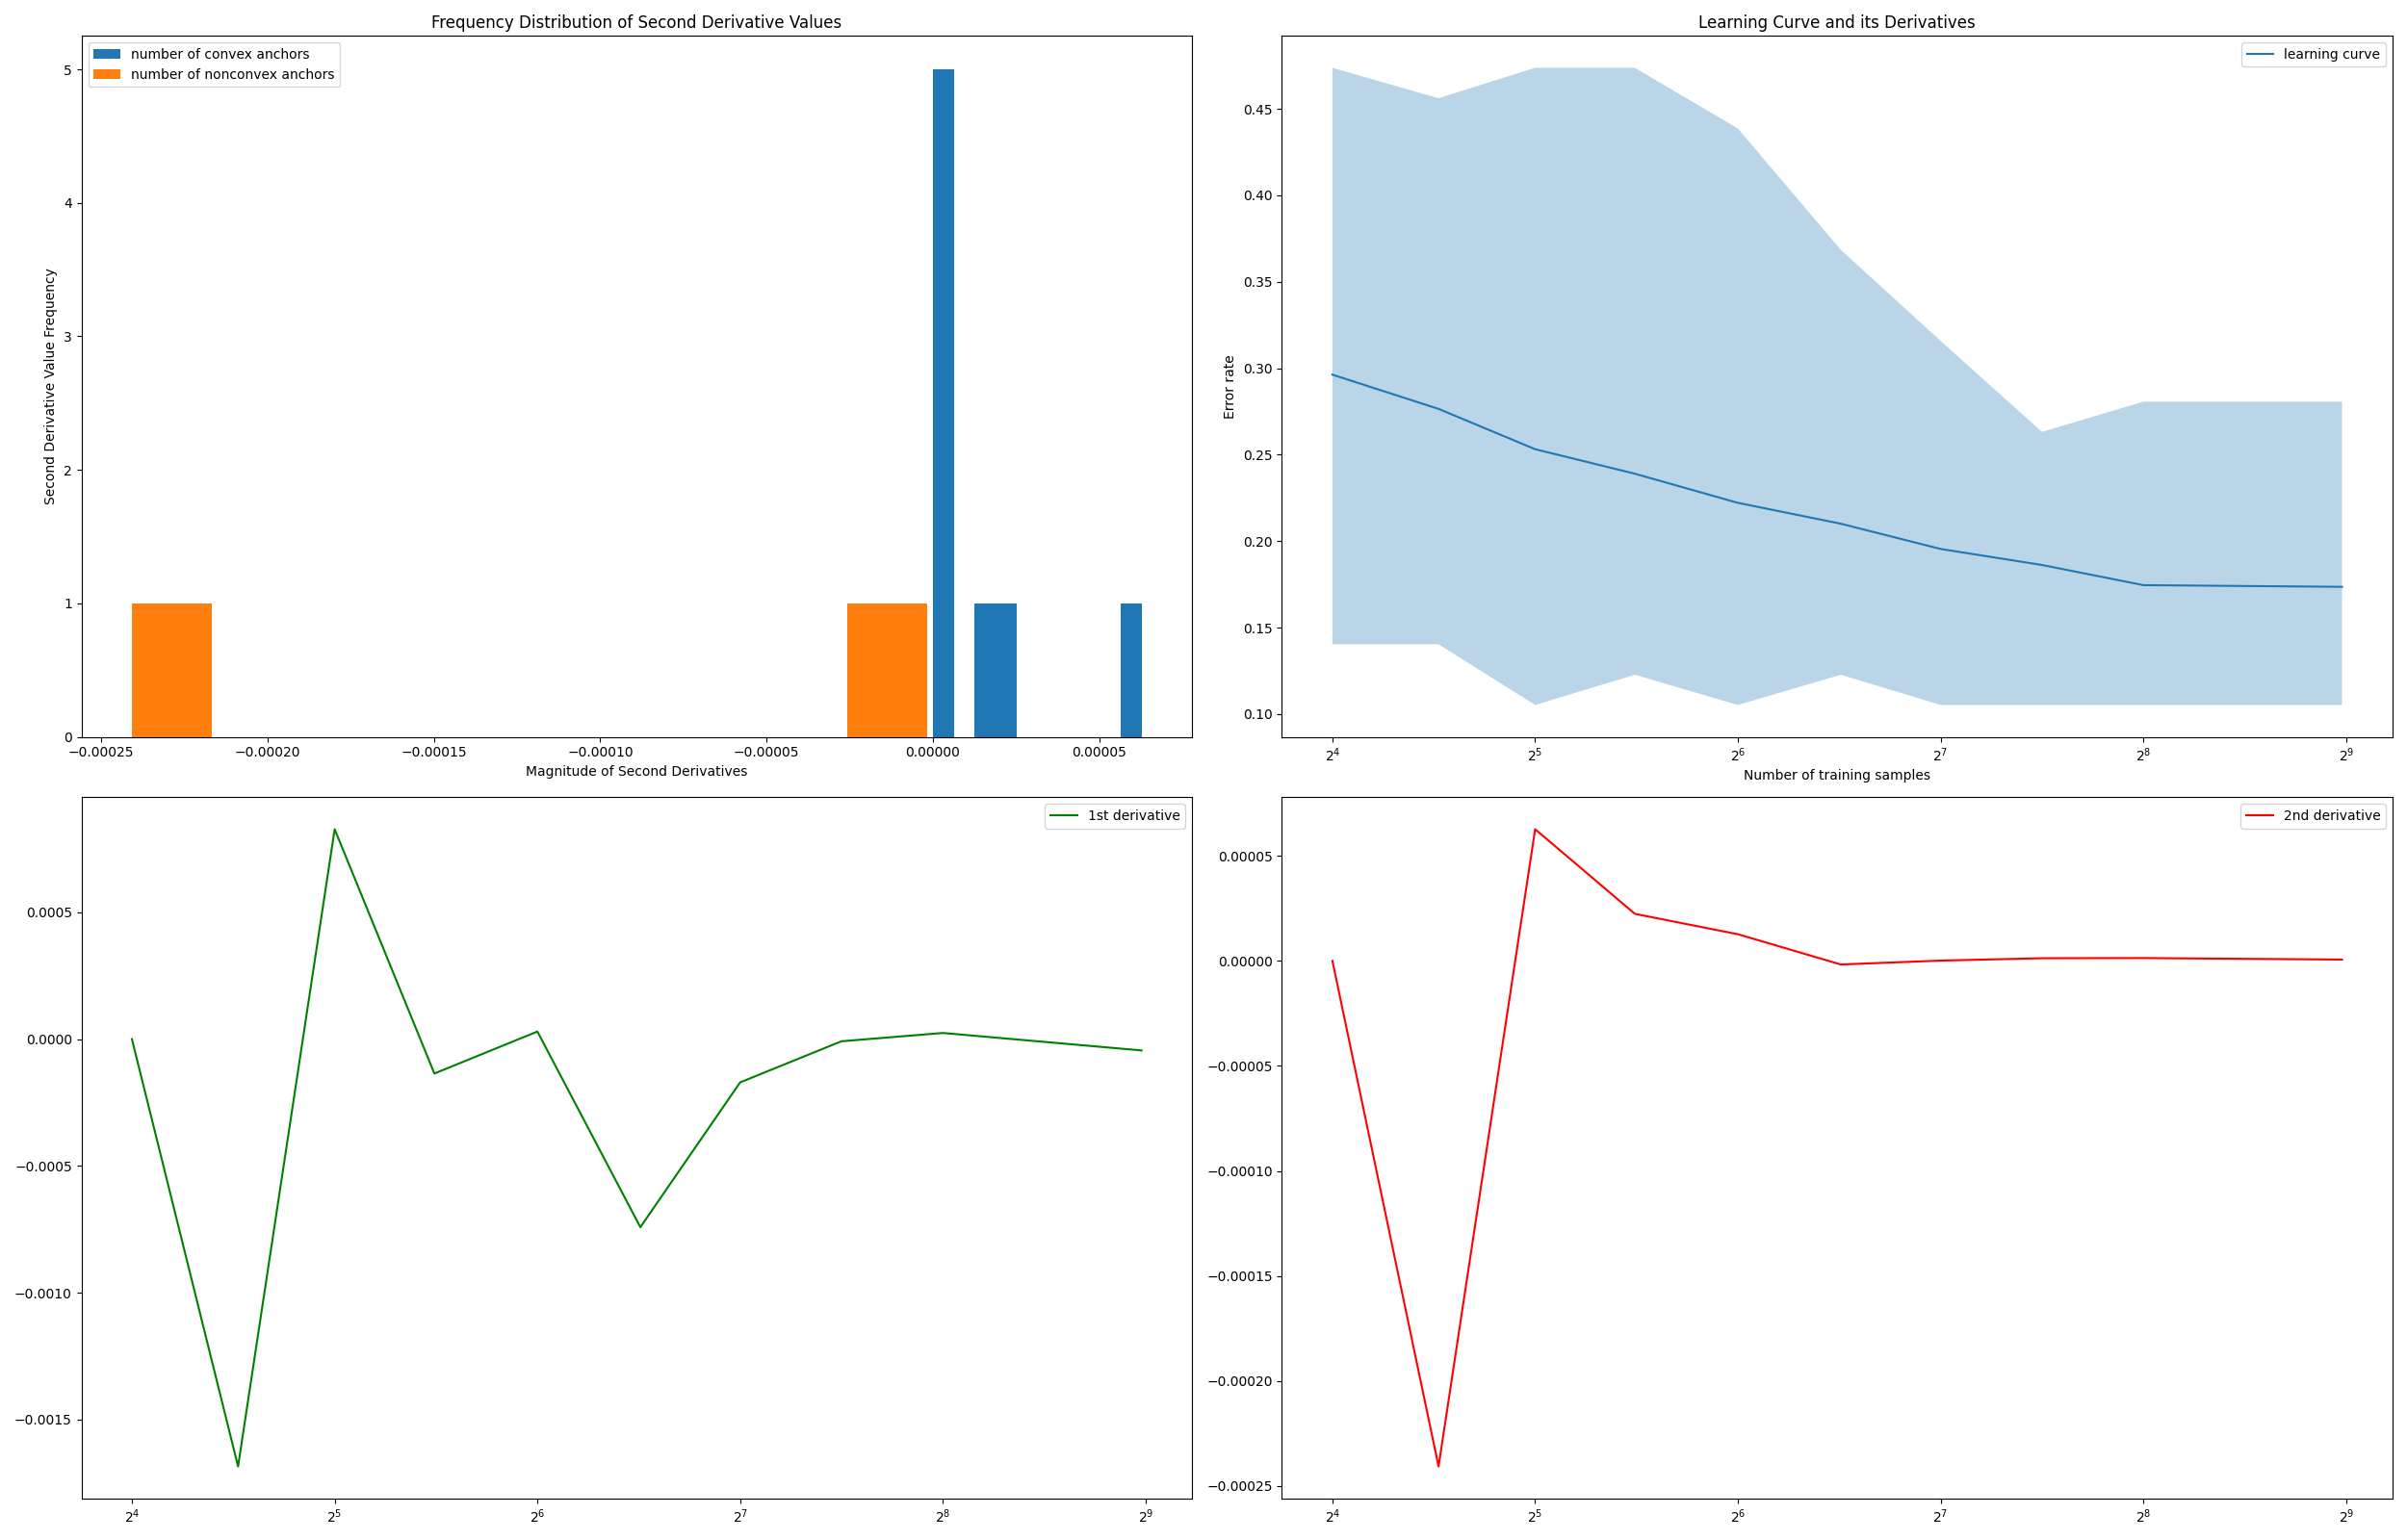 Frequency Distribution of Second Derivative Values
number of convex anchors
number of nonconvex anchors
Second Derivative Value Frequency
5
4
3
2
1
0
−0.00025 −0.00020 −0.00015 −0.00010 −0.00005 0.00000 0.00005
Magnitude of Second Derivatives
Learning Curve and its Derivatives
learning curve
Error rate
0.45
0.40
0.35
0.30
0.25
0.20
0.15
0.10
2⁴ 2⁵ 2⁶ 2⁷ 2⁸ 2⁹
Number of training samples
1st derivative
0.0005
0.0000
−0.0005
−0.0010
−0.0015
2⁴ 2⁵ 2⁶ 2⁷ 2⁸ 2⁹
2nd derivative
0.00005
0.00000
−0.00005
−0.00010
−0.00015
−0.00020
−0.00025
2⁴ 2⁵ 2⁶ 2⁷ 2⁸ 2⁹